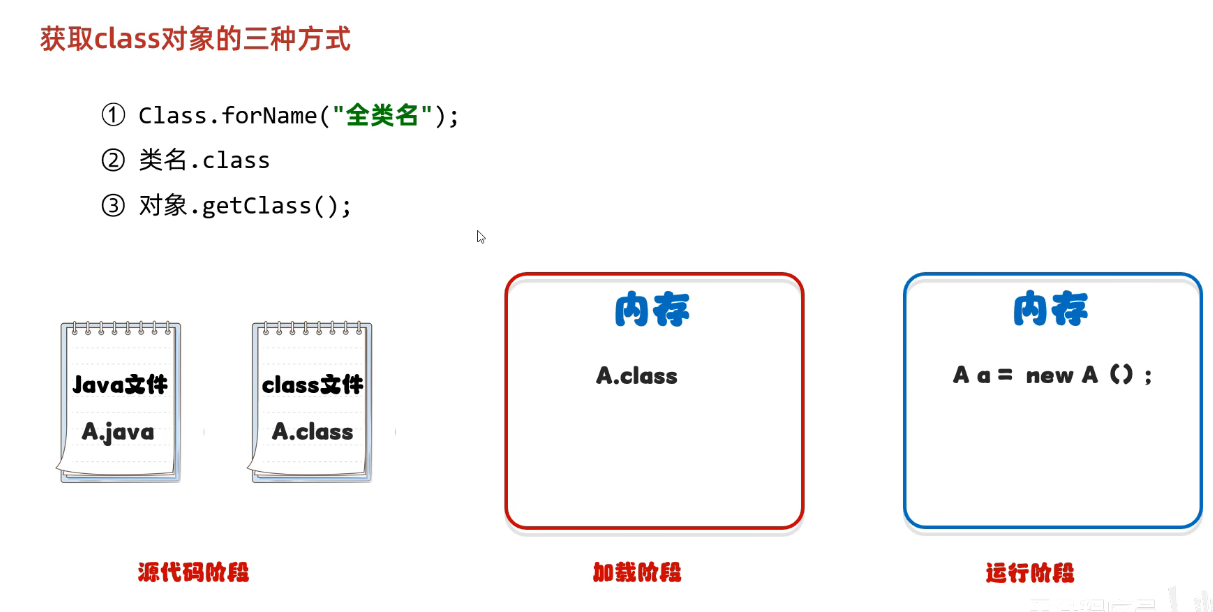 获取class对象的三种方式
① Class.forName("全类名");
② 类名.class
③ 对象.getClass();
内存
内存
Java文件
class文件
A.class
A a = new A () ;
A.java
A.class
源代码阶段
加载阶段
运行阶段